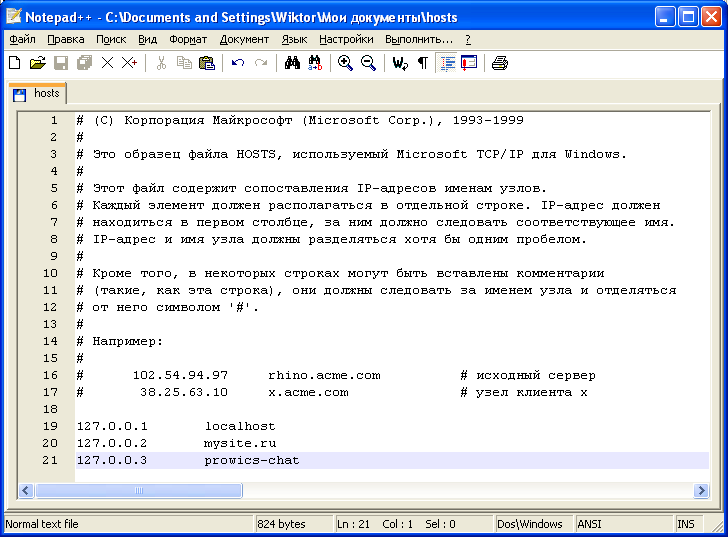 Notepad++ - C:\Documents and Settings\Wiktor\Мои документы\hosts
Файл Правка Поиск Вид Формат Документ Язык Настройки Выполнить... ?
hosts
1 # (C) Корпорация Майкрософт (Microsoft Corp.), 1993-1999
2 #
3 # Это образец файла HOSTS, используемый Microsoft TCP/IP для Windows.
4 #
5 # Этот файл содержит сопоставления IP-адресов именам узлов.
6 # Каждый элемент должен располагаться в отдельной строке. IP-адрес должен
7 # находиться в первом столбце, за ним должно следовать соответствующее имя.
8 # IP-адрес и имя узла должны разделяться хотя бы одним пробелом.
9 #
10 # Кроме того, в некоторых строках могут быть вставлены комментарии
11 # (такие, как эта строка), они должны следовать за именем узла и отделяться
12 # от него символом '#'.
13 #
14 # Например:
15 #
16 # 102.54.94.97 rhino.acme.com # исходный сервер
17 # 38.25.63.10 x.acme.com # узел клиента x
18
19 127.0.0.1 localhost
20 127.0.0.2 mysite.ru
21 127.0.0.3 prowics-chat
Normal text file 824 bytes Ln : 21 Col : 1 Sel : 0 Dos\Windows ANSI INS